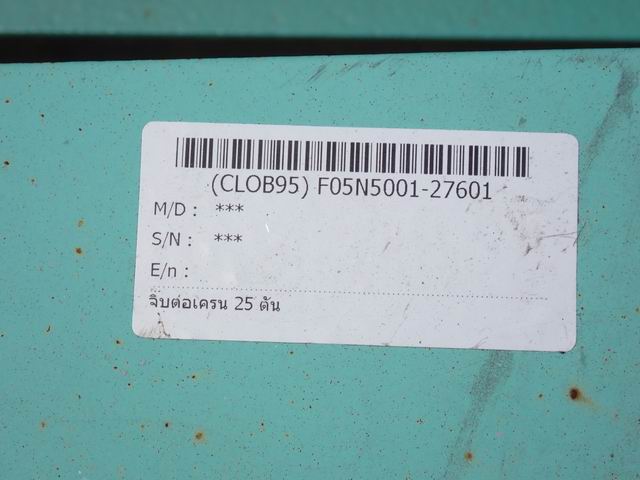 (CLOB95) F05N5001-27601
M/D : ***
S/N : ***
E/n :
จิ๊บต่อเครน 25 ตัน